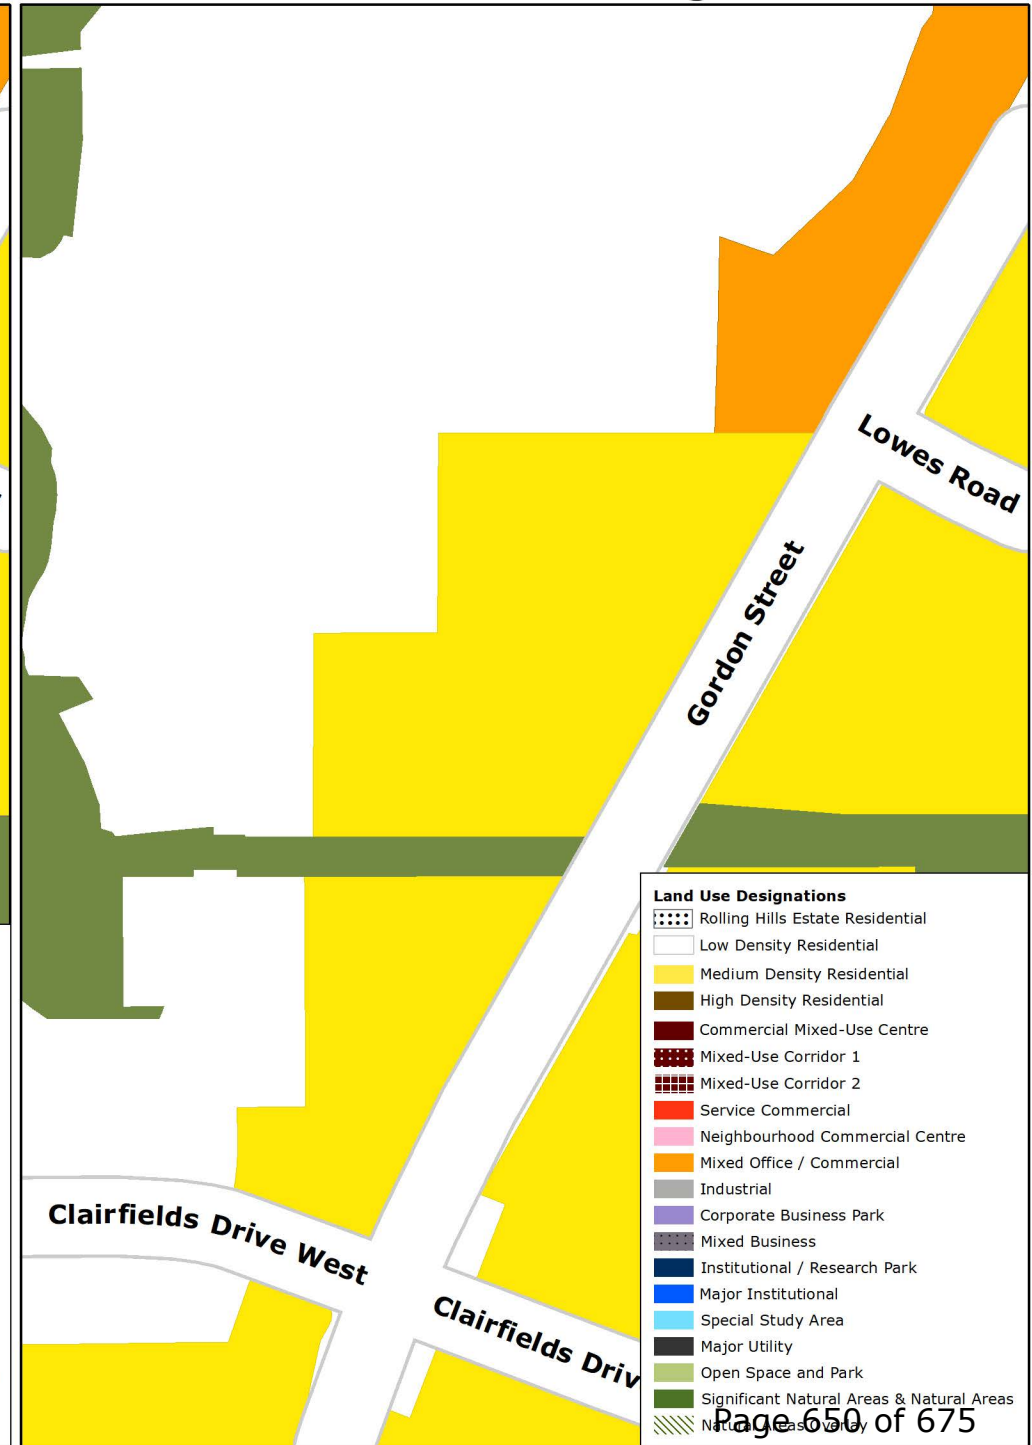 Lowes Road
Gordon Street
Clairfields Drive West
Clairfields Driv
Land Use Designations
Rolling Hills Estate Residential
Low Density Residential
Medium Density Residential
High Density Residential
Commercial Mixed-Use Centre
Mixed-Use Corridor 1
Mixed-Use Corridor 2
Service Commercial
Neighbourhood Commercial Centre
Mixed Office / Commercial
Industrial
Corporate Business Park
Mixed Business
Institutional / Research Park
Major Institutional
Special Study Area
Major Utility
Open Space and Park
Significant Natural Areas & Natural Areas
Natural Areas Overlay
Page 650 of 675